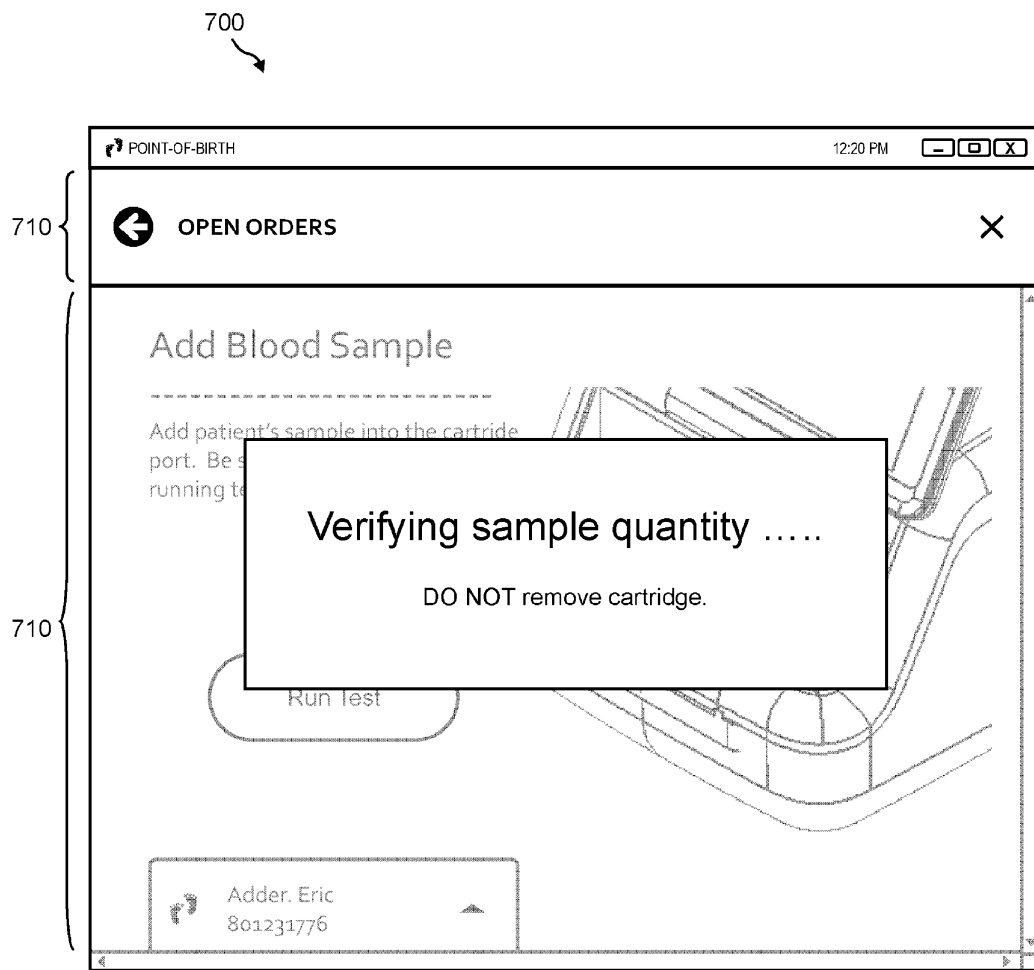 700
POINT-OF-BIRTH 12:20 PM
710 OPEN ORDERS
Add Blood Sample
Add patient's sample into the cartride
port. Be s
running te
Verifying sample quantity .....
DO NOT remove cartridge.
710
Run Test
Adder. Eric
801231776